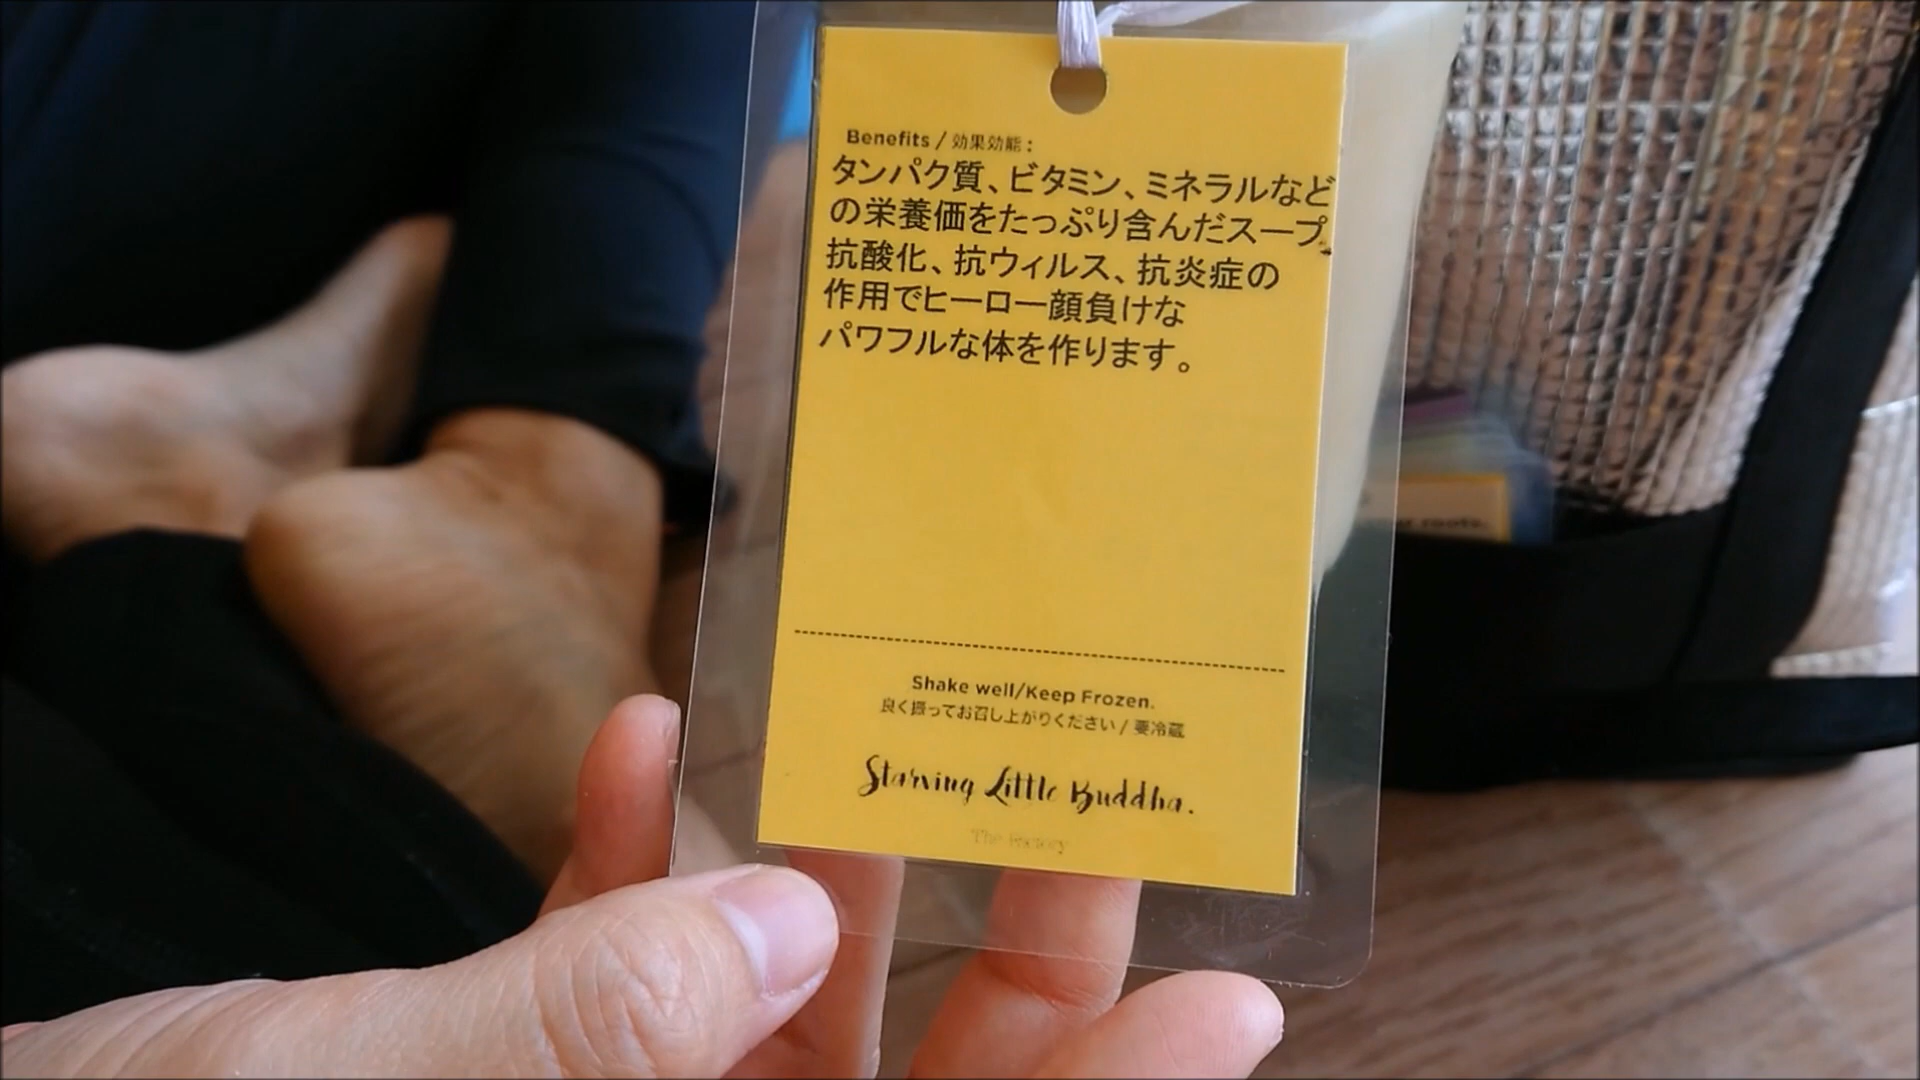 Benefits / 効果効能 :
タンパク質、ビタミン、ミネラルなど
の栄養価をたっぷり含んだスープ。
抗酸化、抗ウィルス、抗炎症の
作用でヒーロー顔負けな
パワフルな体を作ります。
Shake well/Keep Frozen.
良く振ってお召し上がりください / 要冷蔵
Starving Little Buddha.
The Factory
roots.